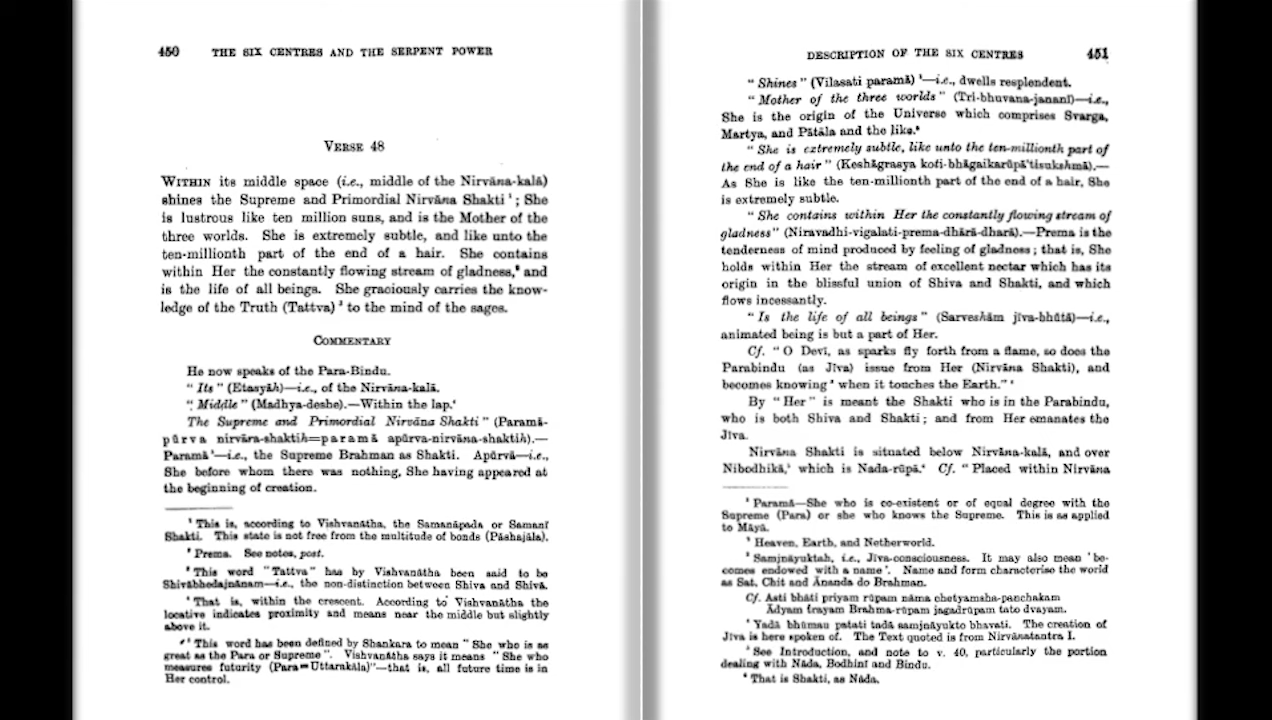 450 THE SIX CENTRES AND THE SERPENT POWER
VERSE 48
WITHIN its middle space (i.e., middle of the Nirvāna-kalā)
shines the Supreme and Primordial Nirvāna Shakti ¹ ; She
is lustrous like ten million suns, and is the Mother of the
three worlds. She is extremely subtle, and like unto the
ten-millionth part of the end of a hair. She contains
within Her the constantly flowing stream of gladness,² and
is the life of all beings. She graciously carries the know-
ledge of the Truth (Tattva) ³ to the mind of the sages.
COMMENTARY
He now speaks of the Para-Bindu.
" Its " (Etasyāh)—i.e., of the Nirvāna-kalā.
" Middle " (Madhya-deshe).—Within the lap.⁴
The Supreme and Primordial Nirvāna Shakti " (Paramā-
pūrva nirvāra-shaktih=paramā apūrva-nirvāna-shaktih).—
Paramā ⁵—i.e., the Supreme Brahman as Shakti. Apūrvā—i.e.,
She before whom there was nothing, She having appeared at
the beginning of creation.
¹ This is, according to Vishvanātha, the Samanāpada or Samanī
Shakti. This state is not free from the multitude of bonds (Pāshajāla).
² Prema. See notes, post.
³ This word "Tattva" has by Vishvanātha been said to be
Shivābhedajnānam—i.e., the non-distinction between Shiva and Shivā.
⁴ That is, within the crescent. According to Vishvanātha the
locative indicates proximity and means near the middle but slightly
above it.
⁵ This word has been defined by Shankara to mean " She who is as
great as the Para or Supreme ". Vishvanātha says it means " She who
measures futurity (Para=Uttarakāla)"—that is, all future time is in
Her control.
DESCRIPTION OF THE SIX CENTRES 451
" Shines " (Vilasati paramā) ¹—i.e., dwells resplendent.
" Mother of the three worlds " (Tri-bhuvana-jananī)—i.e.,
She is the origin of the Universe which comprises Svarga,
Martya, and Pātāla and the like.²
" She is extremely subtle, like unto the ten-millionth part of
the end of a hair " (Keshāgrasya koti-bhāgaikarūpā'tisukshmā).—
As She is like the ten-millionth part of the end of a hair, She
is extremely subtle.
" She contains within Her the constantly flowing stream of
gladness" (Niravadhi-vigalati-prema-dhārā-dharā).—Prema is the
tenderness of mind produced by feeling of gladness ; that is, She
holds within Her the stream of excellent nectar which has its
origin in the blissful union of Shiva and Shakti, and which
flows incessantly.
" Is the life of all beings " (Sarveshām jīva-bhūtā)—i.e.,
animated being is but a part of Her.
Cf. " O Devī, as sparks fly forth from a flame, so does the
Parabindu (as Jīva) issue from Her (Nirvāna Shakti), and
becomes knowing ³ when it touches the Earth." ⁴
By " Her " is meant the Shakti who is in the Parabindu,
who is both Shiva and Shakti ; and from Her emanates the
Jīva.
Nirvāna Shakti is situated below Nirvāna-kalā, and over
Nibodhikā,⁵ which is Nada-rūpā.⁶ Cf. " Placed within Nirvāna
¹ Paramā—She who is co-existent or of equal degree with the
Supreme (Para) or she who knows the Supreme. This is as applied
to Māyā.
² Heaven, Earth, and Netherworld.
³ Samjnāyuktah, i.e., Jīva-consciousness. It may also mean 'be-
comes endowed with a name'. Name and form characterise the world
as Sat, Chit and Ānanda do Brahman.
Cf. Asti bhāti priyam rūpam nāma chetyamsha-panchakam
Ādyam trayam Brahma-rūpam jagadrūpam tato dvayam.
⁴ Yadā bhūmau patati tadā samjnāyukto bhavati. The creation of
Jīva is here spoken of. The Text quoted is from Nirvānatantra I.
⁵ See Introduction, and note to v. 40, particularly the portion
dealing with Nāda, Bodhinī and Bindu.
⁶ That is Shakti, as Nāda.